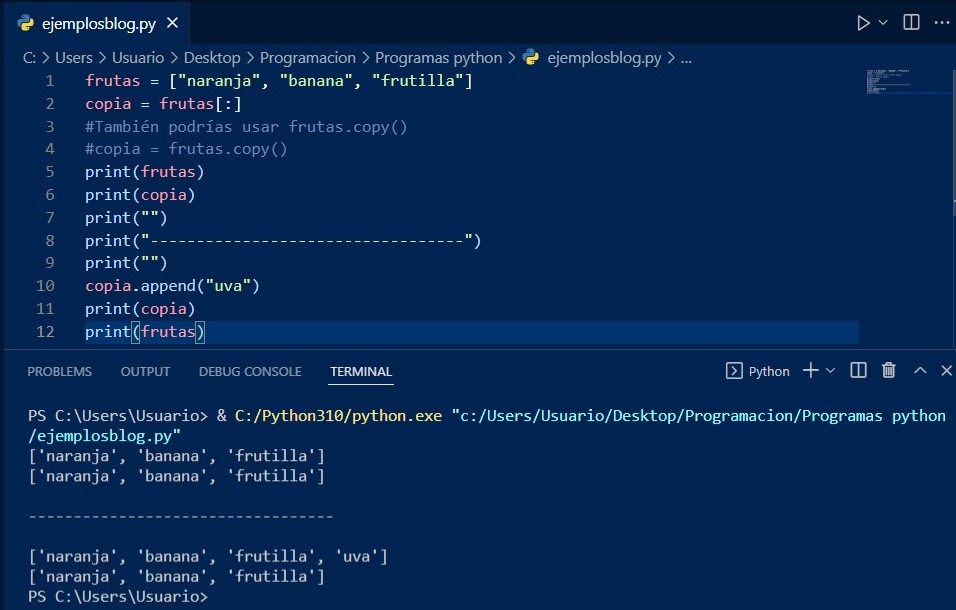 ejemplosblog.py
C: > Users > Usuario > Desktop > Programacion > Programas python > ejemplosblog.py > ...
1 frutas = ["naranja", "banana", "frutilla"]
2 copia = frutas[:]
3 #También podrías usar frutas.copy()
4 #copia = frutas.copy()
5 print(frutas)
6 print(copia)
7 print("")
8 print("----------------------------------")
9 print("")
10 copia.append("uva")
11 print(copia)
12 print(frutas)
PROBLEMS OUTPUT DEBUG CONSOLE TERMINAL Python
PS C:\Users\Usuario> & C:/Python310/python.exe "c:/Users/Usuario/Desktop/Programacion/Programas python
/ejemplosblog.py"
['naranja', 'banana', 'frutilla']
['naranja', 'banana', 'frutilla']
----------------------------------
['naranja', 'banana', 'frutilla', 'uva']
['naranja', 'banana', 'frutilla']
PS C:\Users\Usuario>